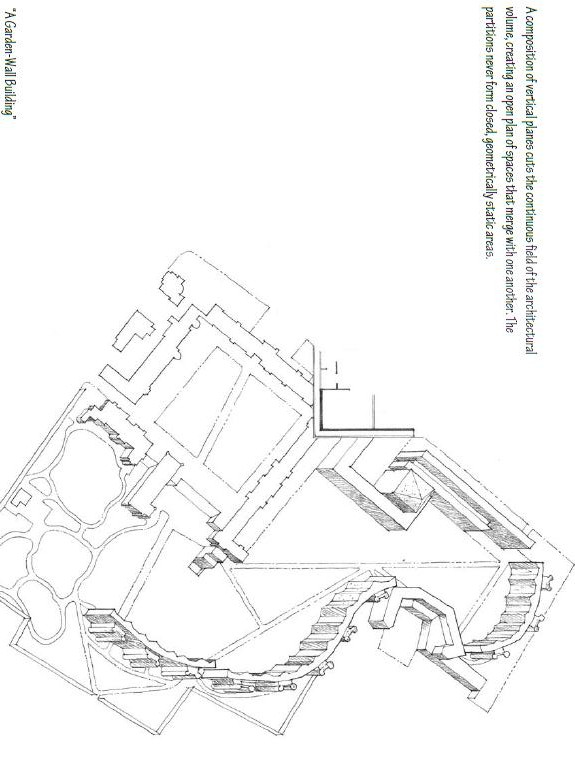 A composition of vertical planes cuts the continuous field of the architectural
volume, creating an open plan of spaces that merge with one another. The
partitions never form closed, geometrically static areas.
"A Garden-Wall Building"